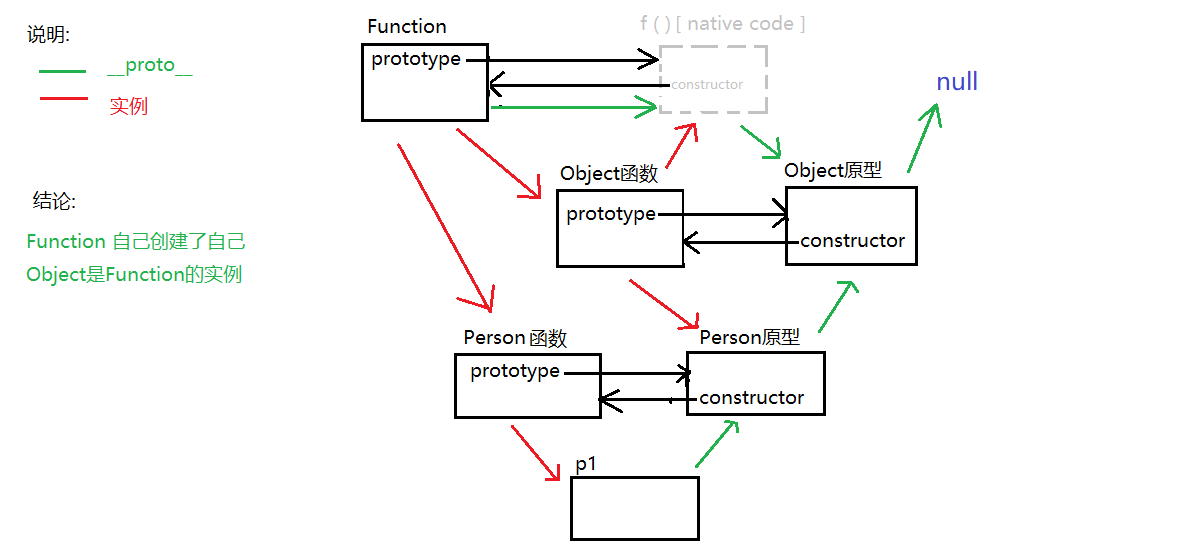 说明:
__proto__
实例
结论:
Function 自己创建了自己
Object是Function的实例
Function
prototype
f ( ) [ native code ]
constructor
null
Object函数
prototype
Object原型
constructor
Person 函数
prototype
Person原型
constructor
p1